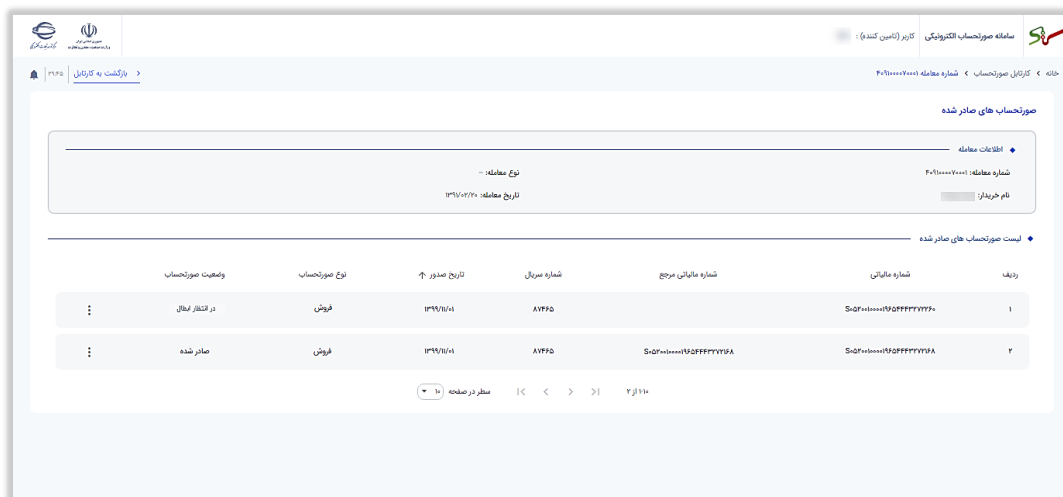 سامانه صورتحساب الکترونیکی کاربر (تامین کننده) :
خانه › کارتابل صورتحساب › شماره معامله ۴۰۹۱۰۰۰۰۷۰۰۰۱
بازگشت به کارتابل ۲۹:۴۵
صورتحساب های صادر شده
اطلاعات معامله
شماره معامله: ۴۰۹۱۰۰۰۰۷۰۰۰۱ نوع معامله: --
نام خریدار: تاریخ معامله: ۱۳۹۱/۰۲/۲۰
لیست صورتحساب های صادر شده
ردیف شماره مالیاتی شماره مالیاتی مرجع شماره سریال تاریخ صدور نوع صورتحساب وضعیت صورتحساب
۱ ۸۷۴۶۵ ۱۳۹۹/۱۱/۰۱ فروش در انتظار ابطال
۲ ۸۷۴۶۵ ۱۳۹۹/۱۱/۰۱ فروش صادر شده
۱-۱۰ از ۲ سطر در صفحه ۱۰